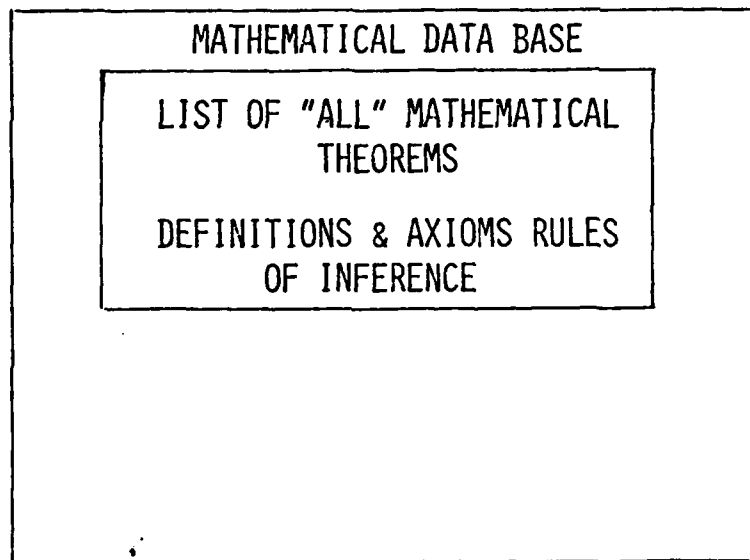 MATHEMATICAL DATA BASE
LIST OF "ALL" MATHEMATICAL
THEOREMS
DEFINITIONS & AXIOMS RULES
OF INFERENCE